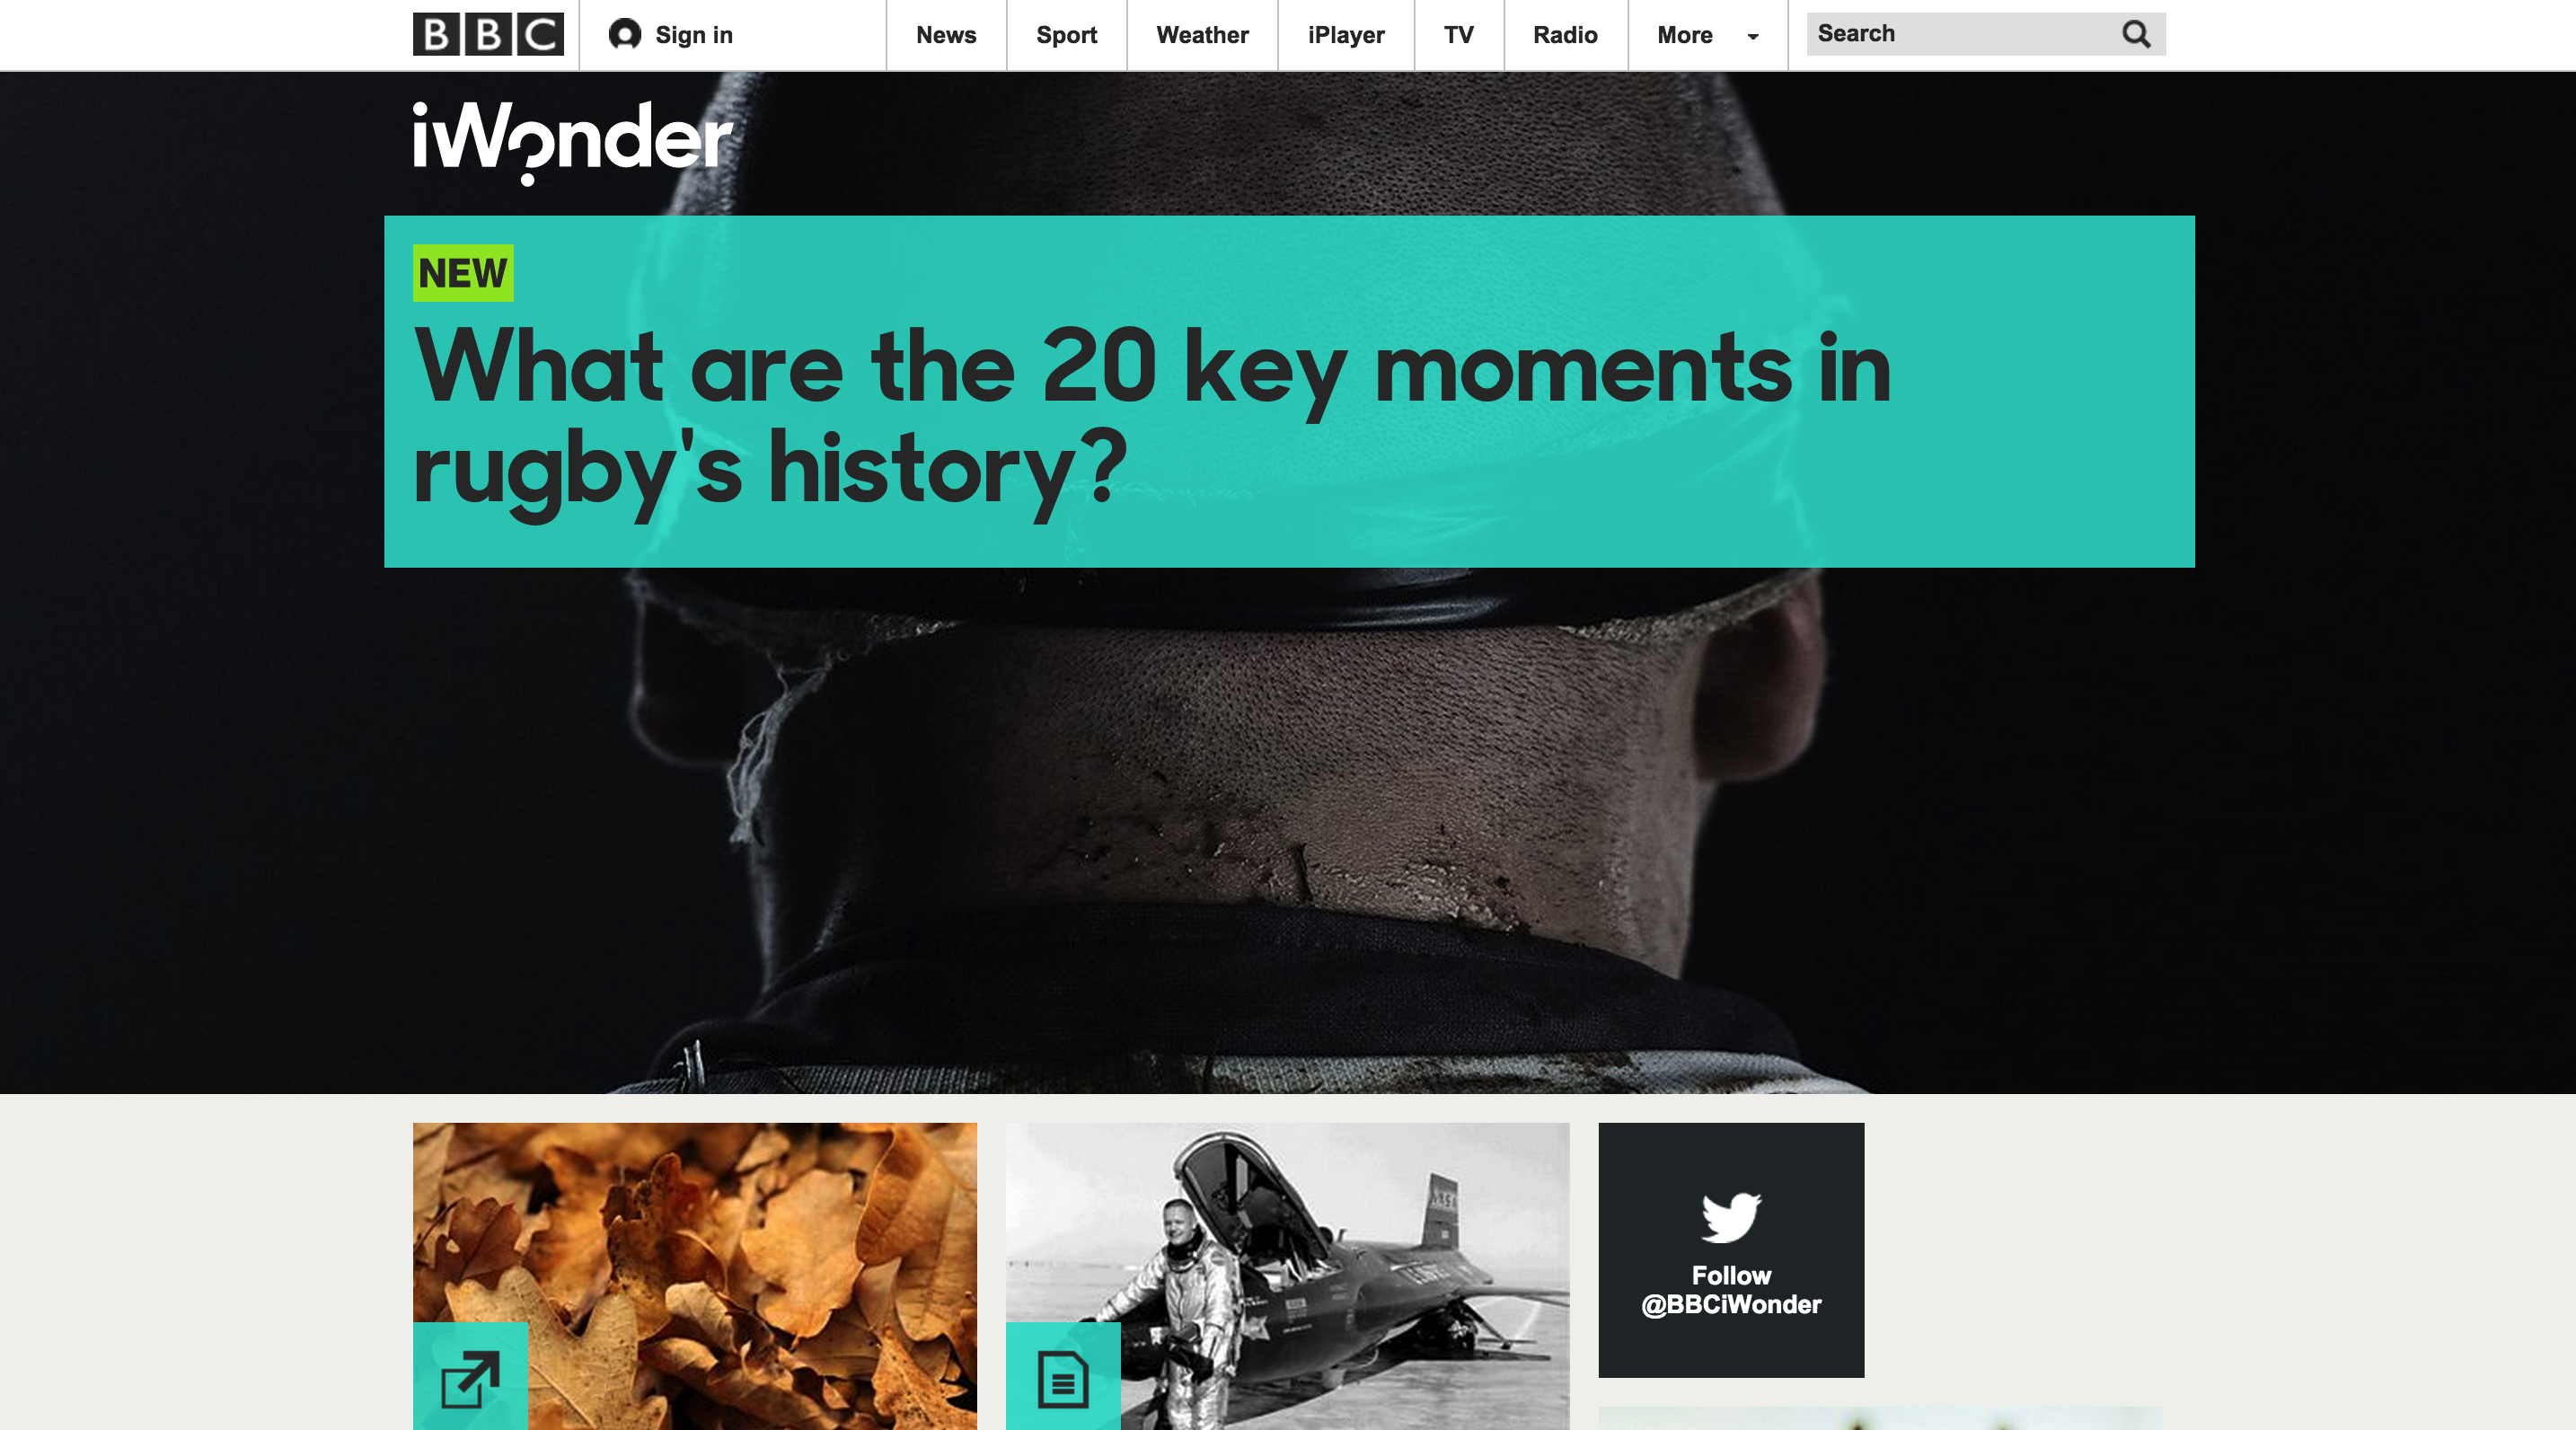 BBC
Sign in
News
Sport
Weather
iPlayer
TV
Radio
More
Search
iWonder
NEW
What are the 20 key moments in
rugby's history?
Follow
@BBCiWonder